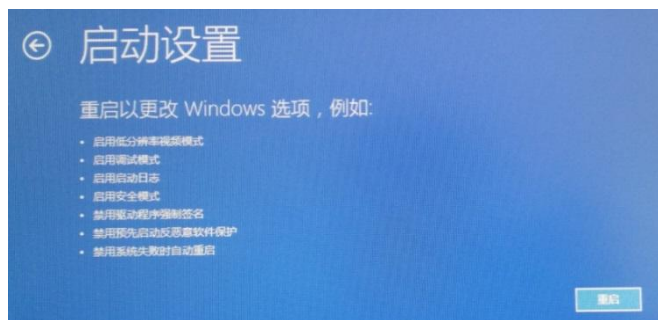 启动设置
重启以更改 Windows 选项，例如:
启用低分辨率视频模式
启用调试模式
启用启动日志
启用安全模式
禁用驱动程序强制签名
禁用预先启动反恶意软件保护
禁用系统失败时自动重启
重启